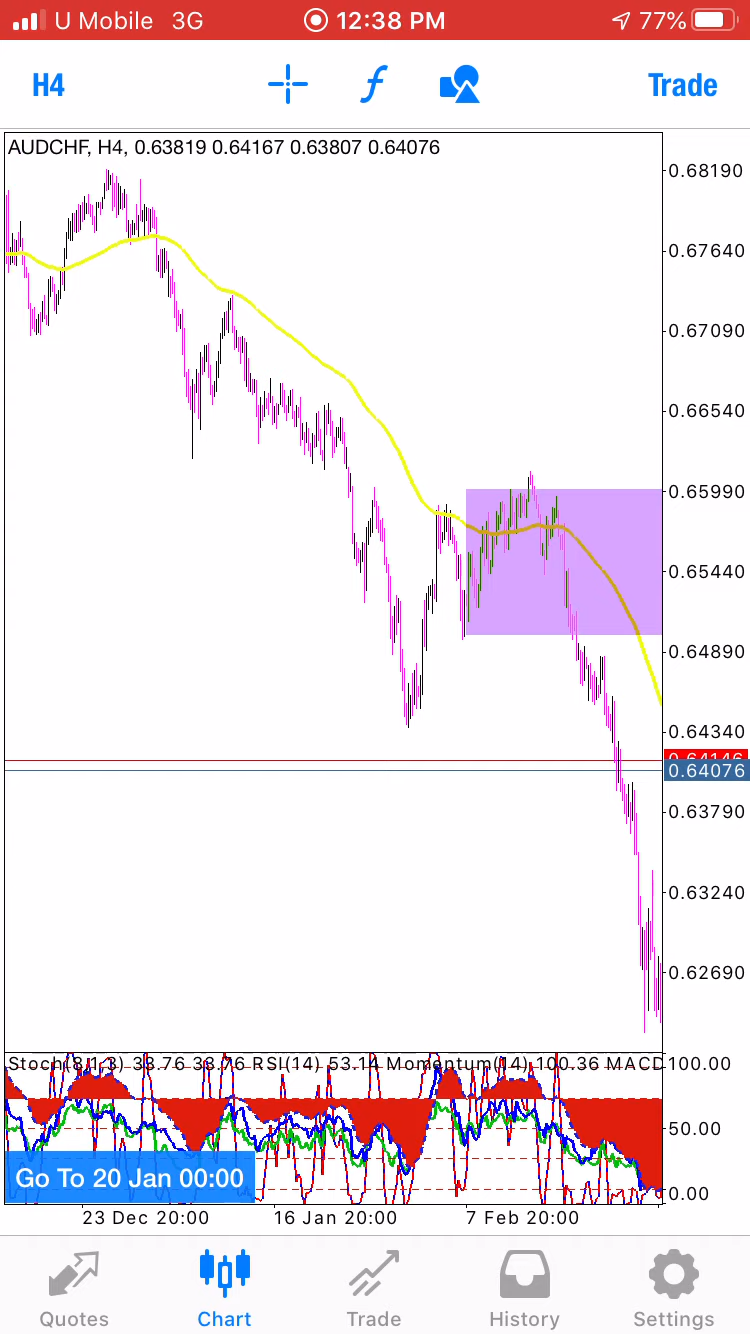 U Mobile 3G 12:38 PM 77%
H4 Trade
AUDCHF, H4, 0.63819 0.64167 0.63807 0.64076
0.68190
0.67640
0.67090
0.66540
0.65990
0.65440
0.64890
0.64340
0.64146
0.64076
0.63790
0.63240
0.62690
Stoch(8,1,3) 33.76 33.76 RSI(14) 53.14 Momentum(14) 100.36 MACD
100.00
50.00
Go To 20 Jan 00:00
0.00
23 Dec 20:00 16 Jan 20:00 7 Feb 20:00
Quotes Chart Trade History Settings